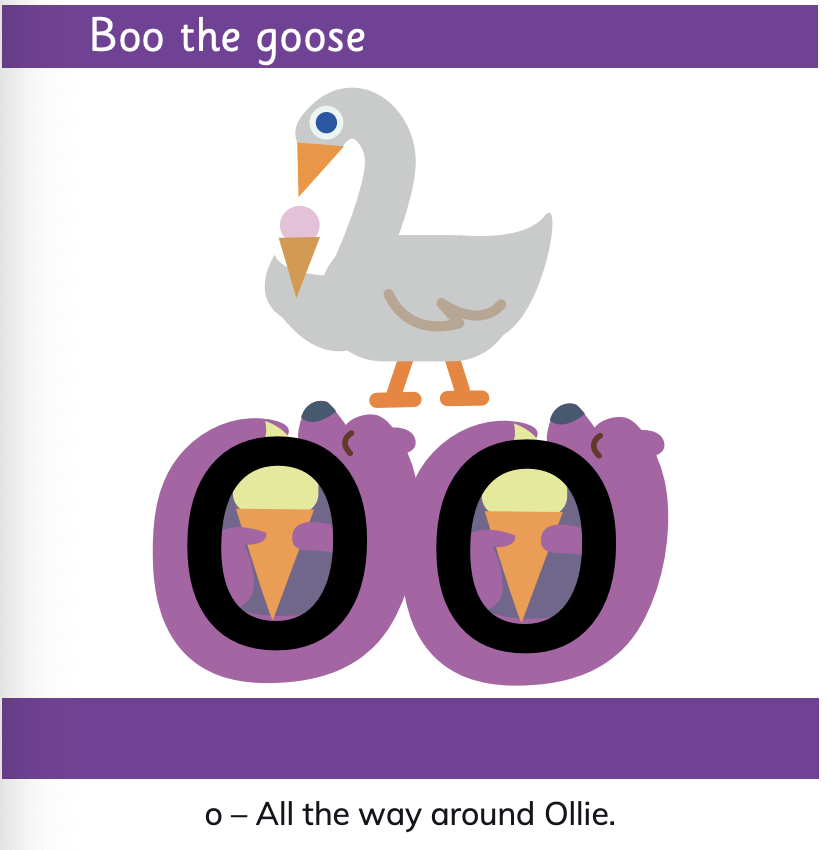 Boo the goose
oo
o – All the way around Ollie.